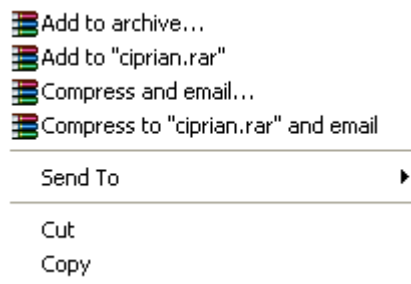 Add to archive...
Add to "ciprian.rar"
Compress and email...
Compress to "ciprian.rar" and email
Send To
Cut
Copy